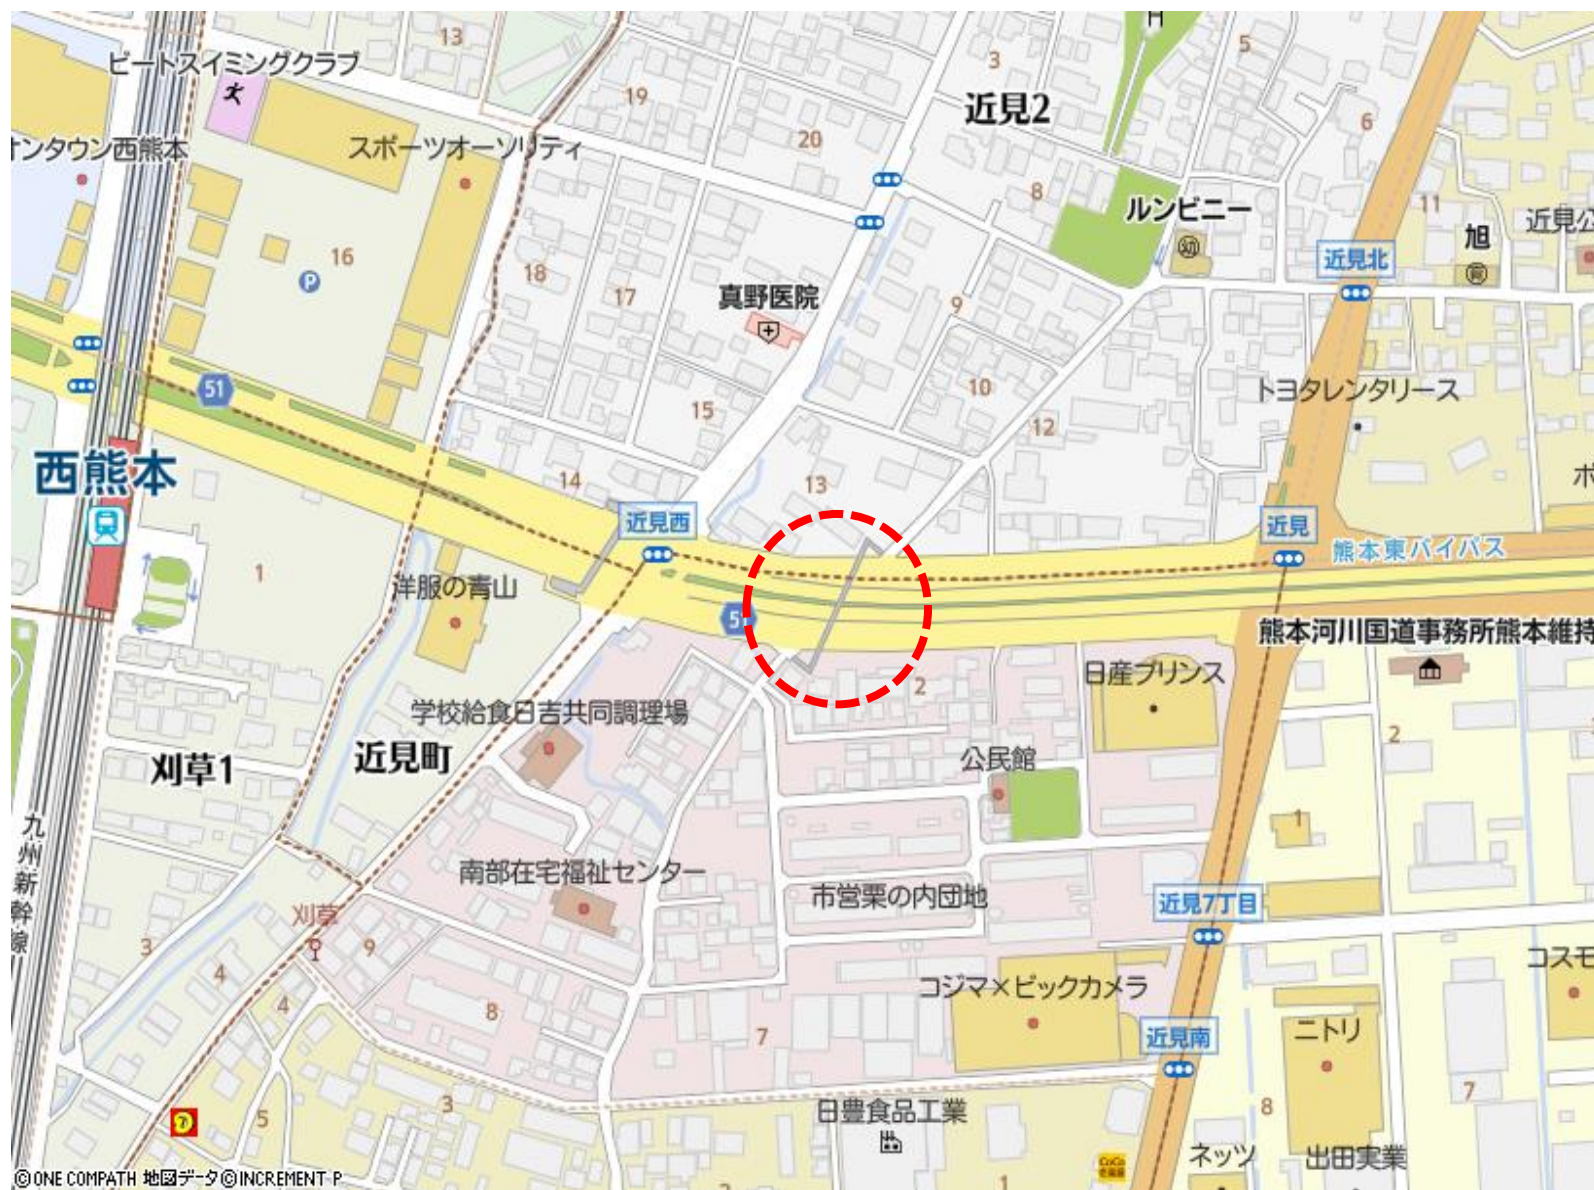 H
13
ビートスイミングクラブ
3
5
19
近見2
6
20
スポーツオーソリティ
ンタウン西熊本
8
11
ルンビニー
幼
旭
近見公
16
P
18
17
真野医院
9
近見北
51
15
10
12
トヨタレンタリース
西熊本
14
13
近見西
近見
熊本東バイパス
1
洋服の青山
51
熊本河川国道事務所熊本維持
2
日産プリンス
学校給食日吉共同調理場
公民館
2
刈草1
近見町
1
九州新幹線
南部在宅福祉センター
市営栗の内団地
近見7丁目
刈草
3
9
4
4
コスモ
コジマ×ビックカメラ
8
7
近見南
ニトリ
5
3
日豊食品工業
8
7
ネッツ
出田実業
CoCo
1
2
©ONE COMPATH 地図データ©INCREMENT P